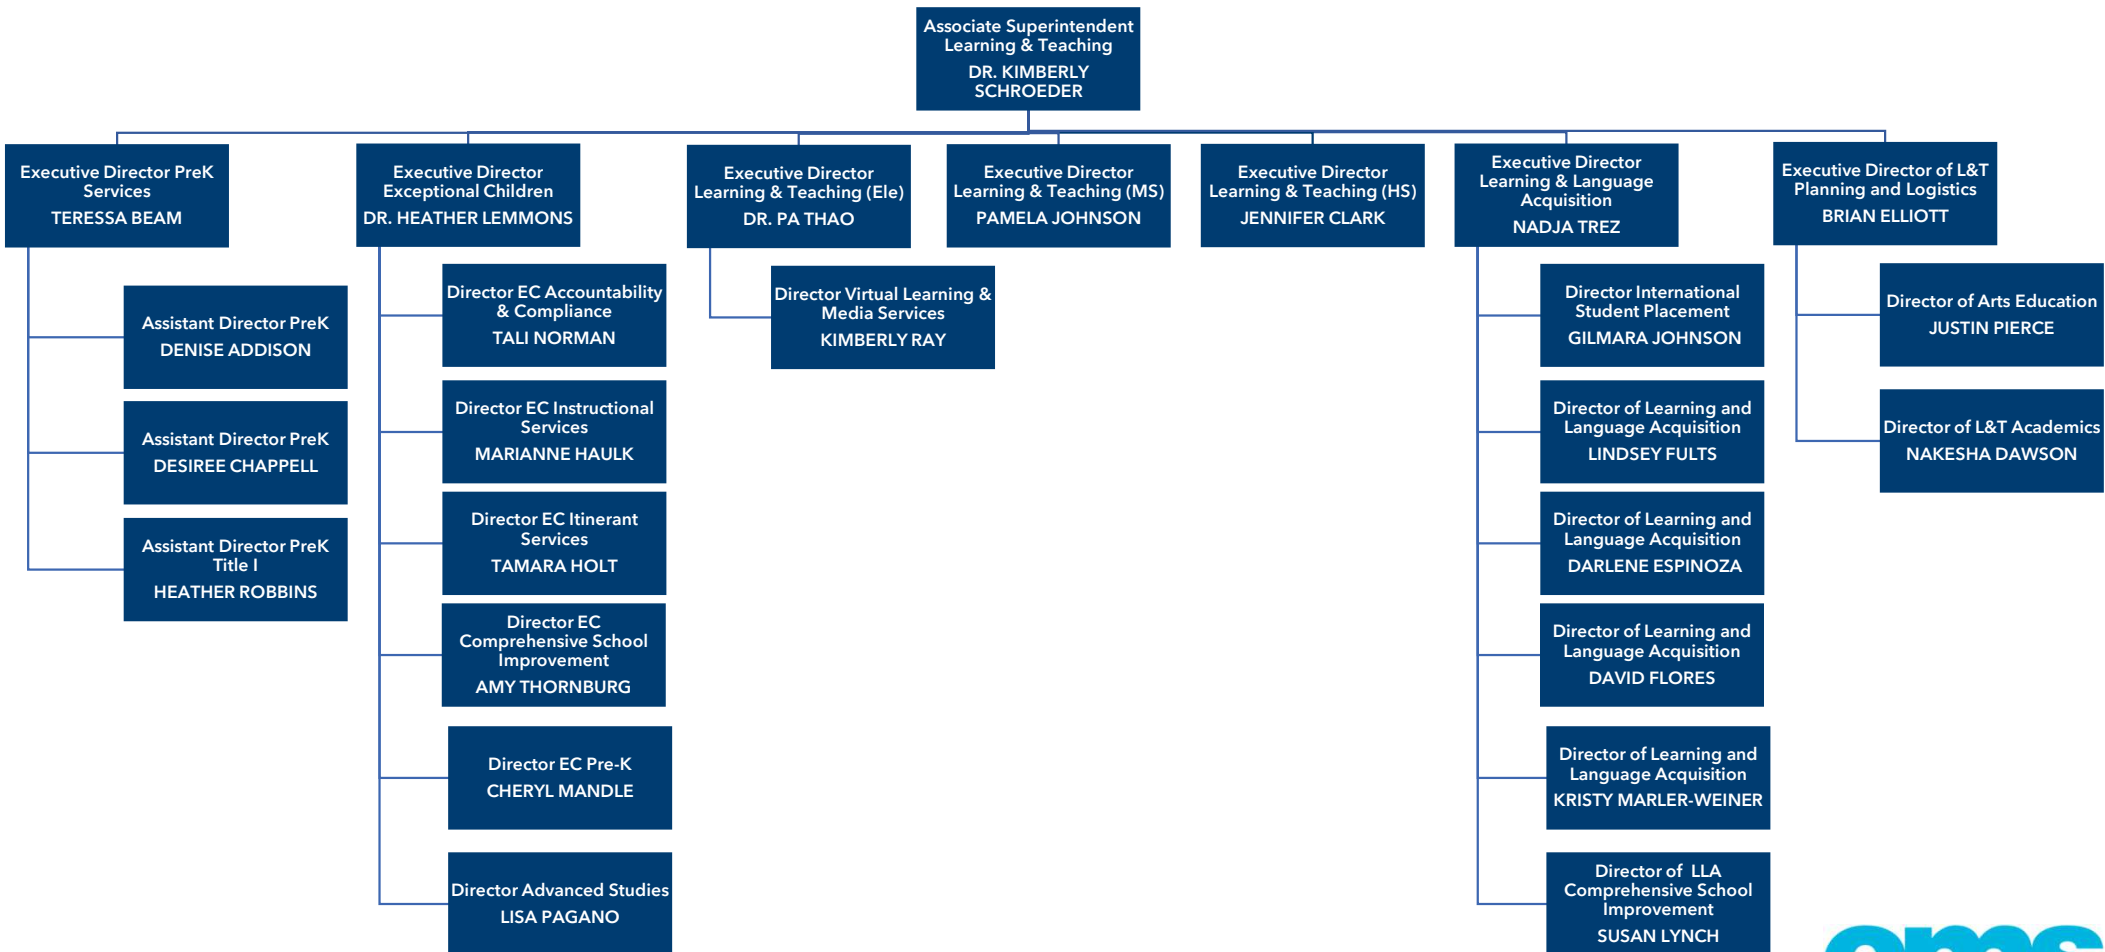 Associate Superintendent
Learning & Teaching
DR. KIMBERLY
SCHROEDER
Executive Director PreK
Services
TERESSA BEAM
Executive Director
Exceptional Children
DR. HEATHER LEMMONS
Executive Director
Learning & Teaching (Ele)
DR. PA THAO
Executive Director
Learning & Teaching (MS)
PAMELA JOHNSON
Executive Director
Learning & Teaching (HS)
JENNIFER CLARK
Executive Director
Learning & Language
Acquisition
NADJA TREZ
Executive Director of L&T
Planning and Logistics
BRIAN ELLIOTT
Assistant Director PreK
DENISE ADDISON
Assistant Director PreK
DESIREE CHAPPELL
Assistant Director PreK
Title I
HEATHER ROBBINS
Director EC Accountability
& Compliance
TALI NORMAN
Director EC Instructional
Services
MARIANNE HAULK
Director EC Itinerant
Services
TAMARA HOLT
Director EC
Comprehensive School
Improvement
AMY THORNBURG
Director EC Pre-K
CHERYL MANDLE
Director Advanced Studies
LISA PAGANO
Director Virtual Learning &
Media Services
KIMBERLY RAY
Director International
Student Placement
GILMARA JOHNSON
Director of Learning and
Language Acquisition
LINDSEY FULTS
Director of Learning and
Language Acquisition
DARLENE ESPINOZA
Director of Learning and
Language Acquisition
DAVID FLORES
Director of Learning and
Language Acquisition
KRISTY MARLER-WEINER
Director of LLA
Comprehensive School
Improvement
SUSAN LYNCH
Director of Arts Education
JUSTIN PIERCE
Director of L&T Academics
NAKESHA DAWSON